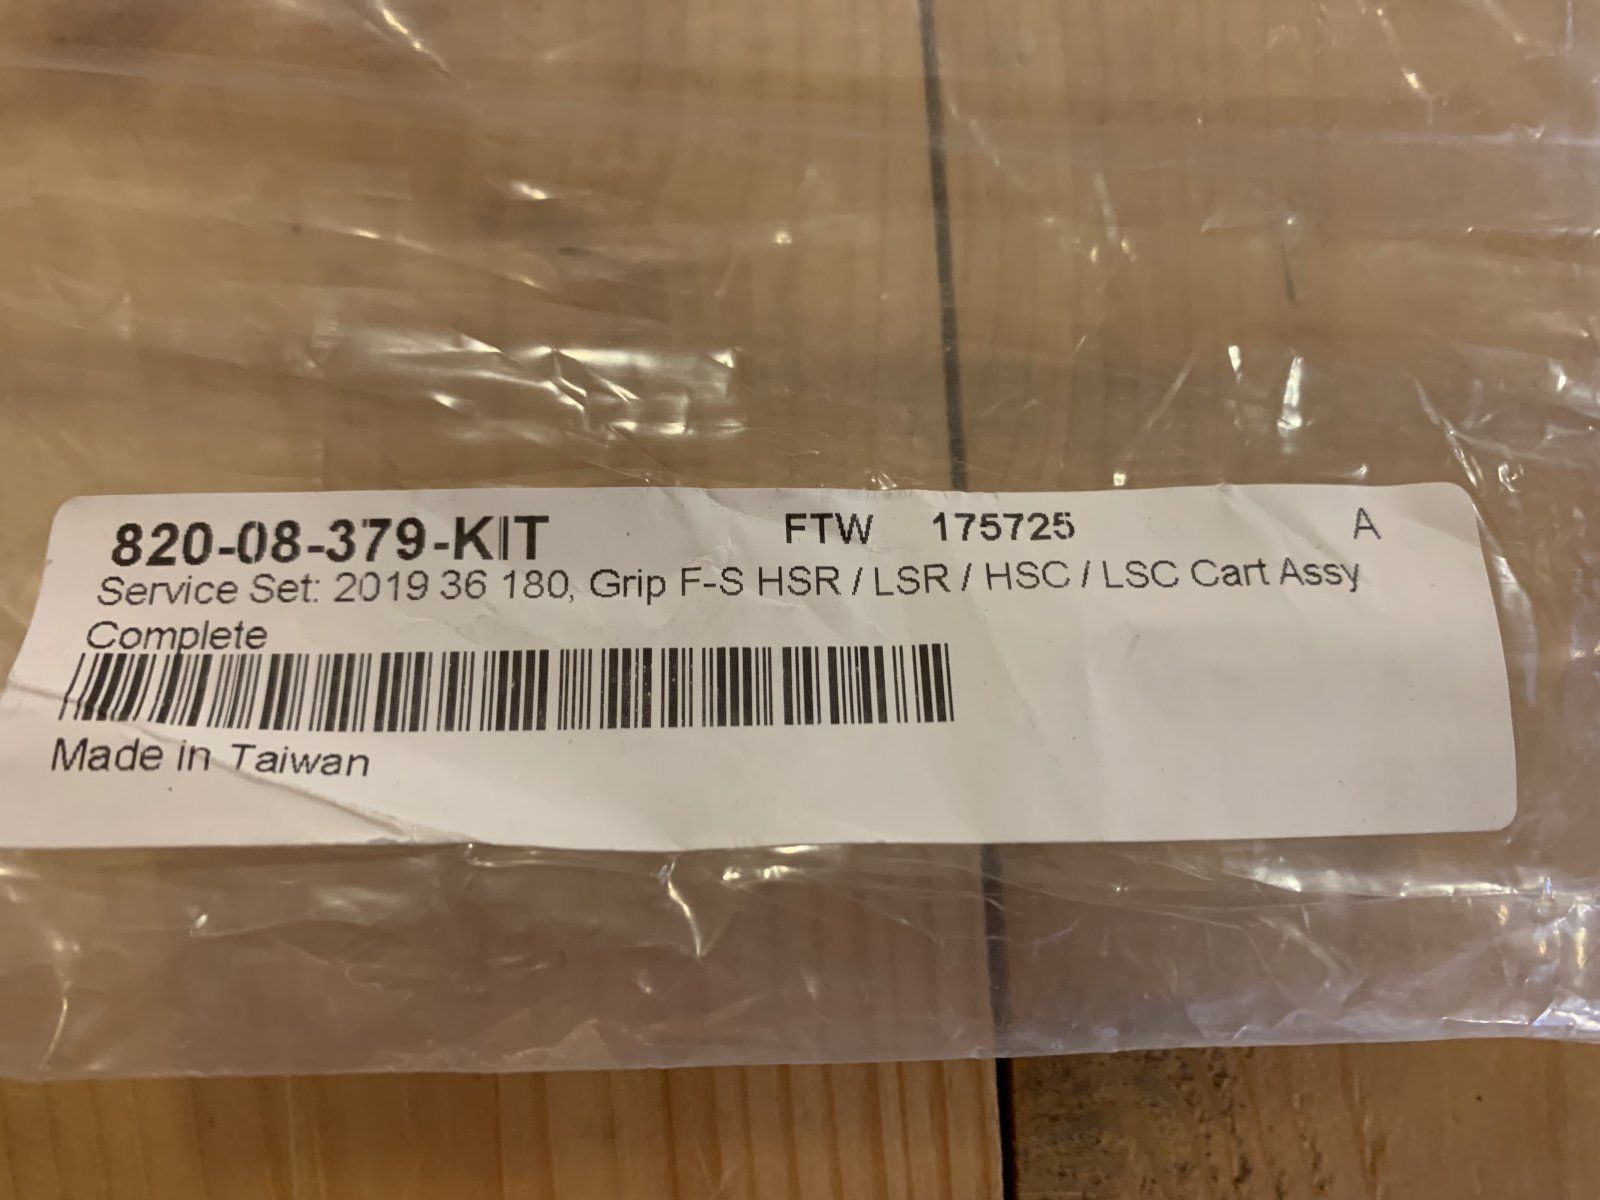 820-08-379-KIT FTW 175725 A
Service Set: 2019 36 180, Grip F-S HSR / LSR / HSC / LSC Cart Assy
Complete
Made in Taiwan